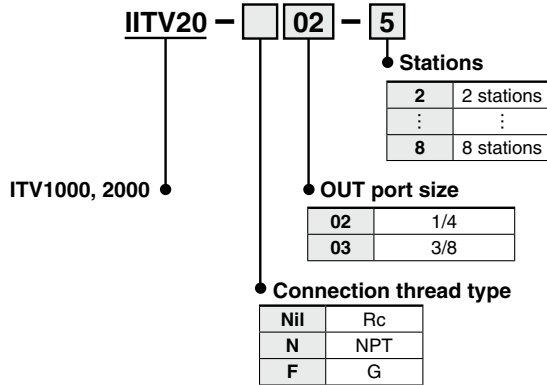 IITV20 – 02 – 5
Stations
2 2 stations
⋮ ⋮
8 8 stations
ITV1000, 2000
OUT port size
02 1/4
03 3/8
Connection thread type
Nil Rc
N NPT
F G